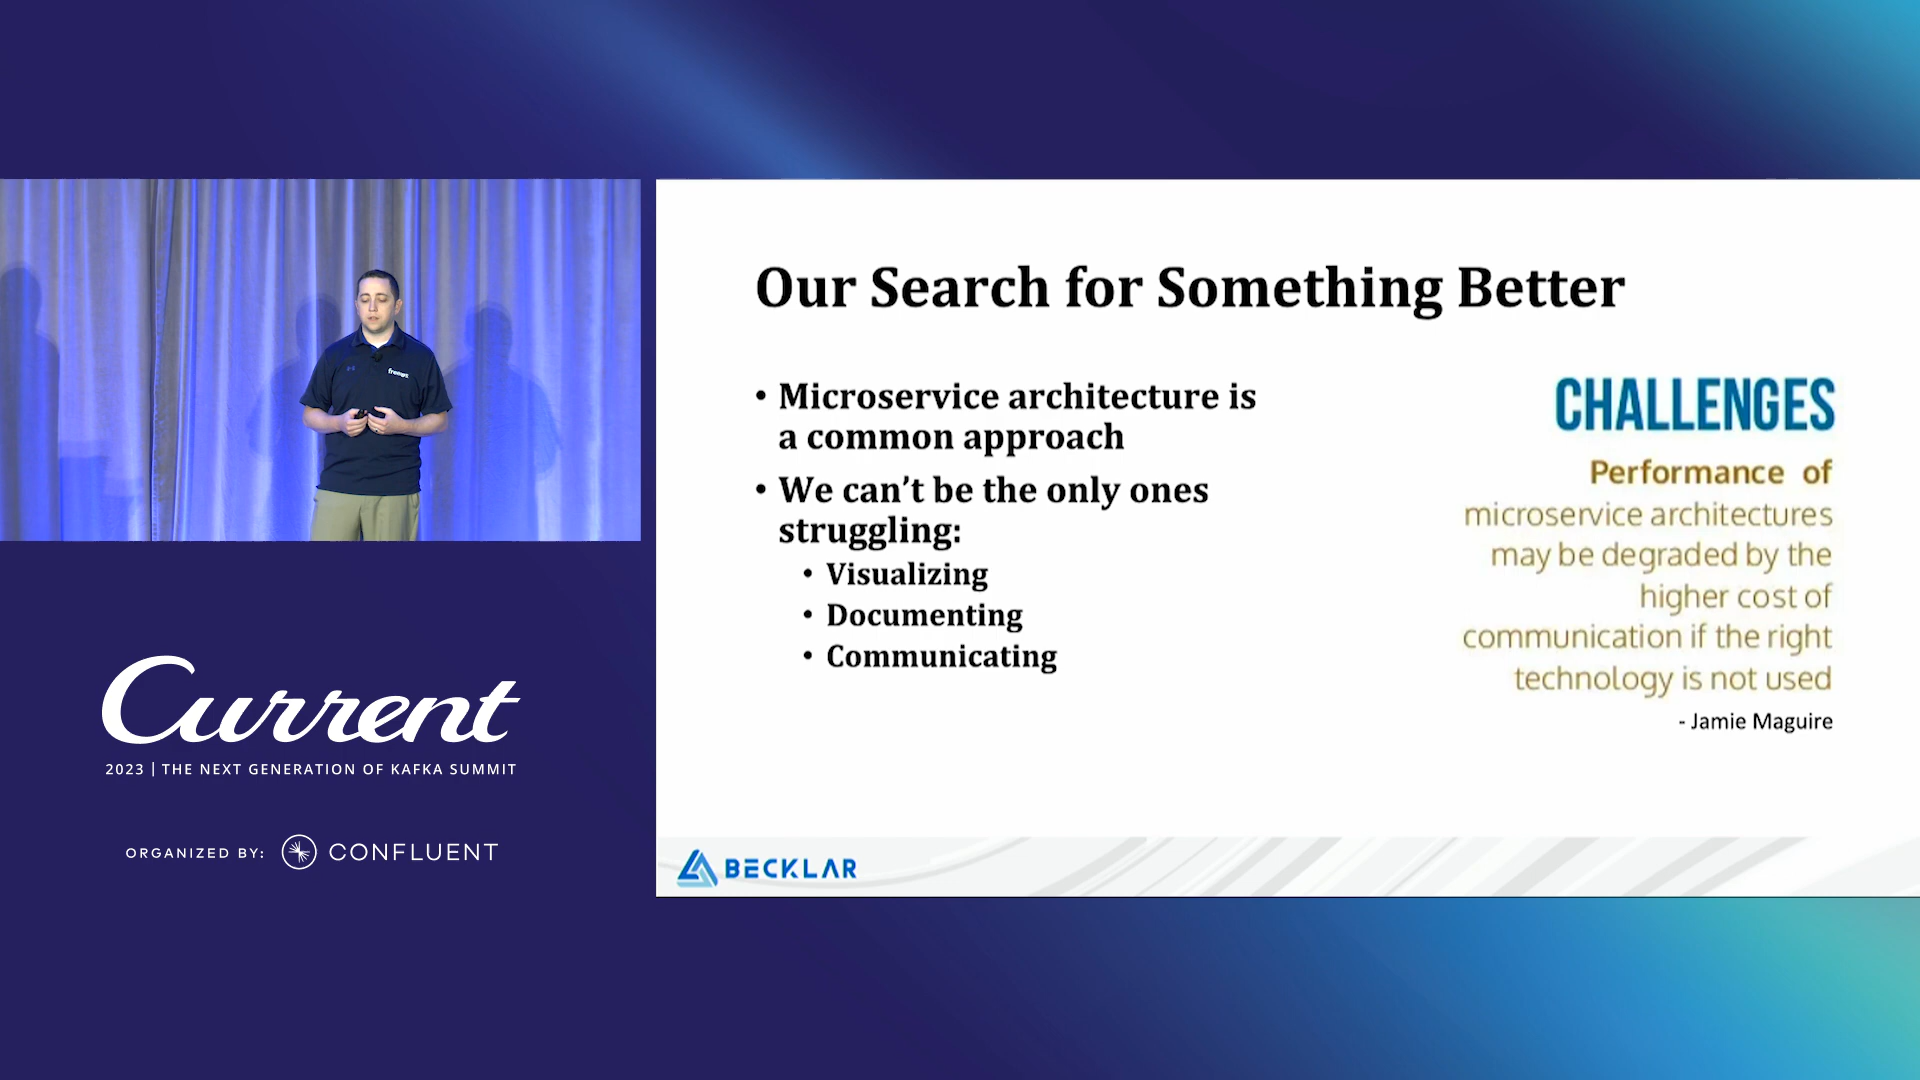 Our Search for Something Better
• Microservice architecture is
a common approach
• We can’t be the only ones
struggling:
• Visualizing
• Documenting
• Communicating
CHALLENGES
Performance of
microservice architectures
may be degraded by the
higher cost of
communication if the right
technology is not used
- Jamie Maguire
BECKLAR
Current
2023 | THE NEXT GENERATION OF KAFKA SUMMIT
ORGANIZED BY: CONFLUENT